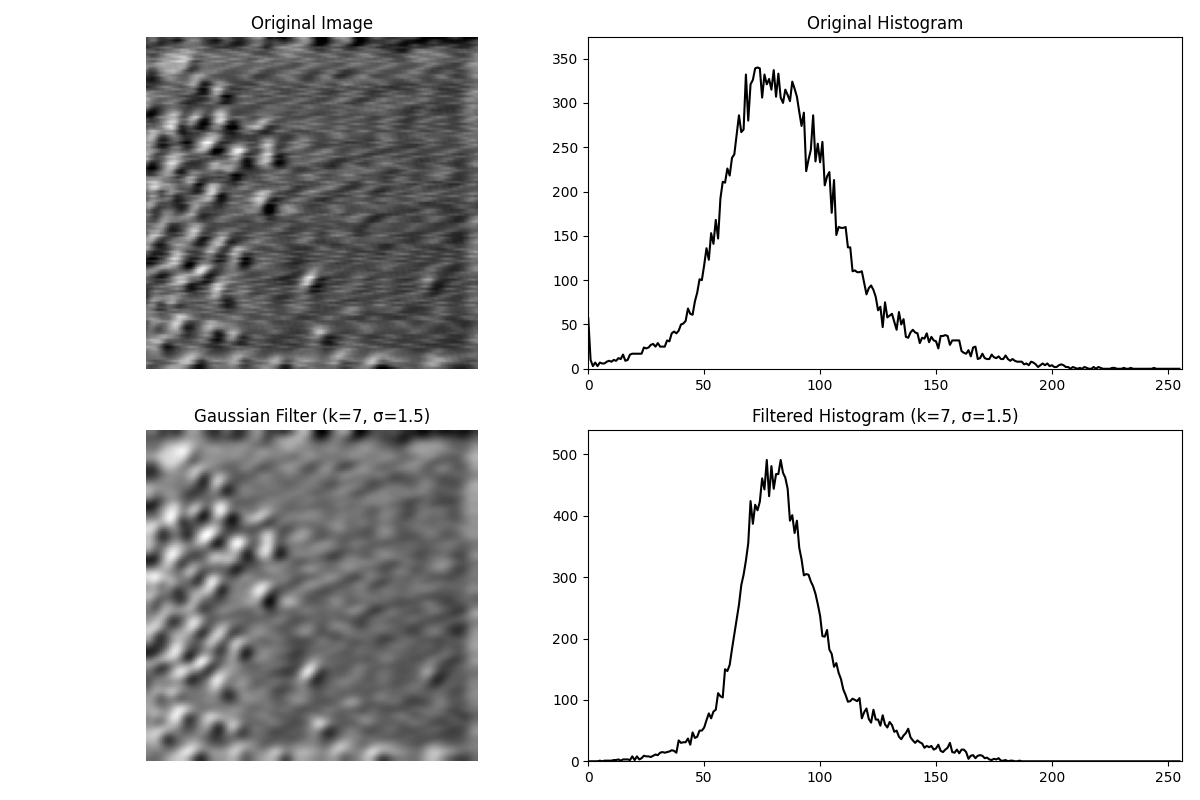 Original Image
Original Histogram
350
300
250
200
150
100
50
0
0 50 100 150 200 250
Gaussian Filter (k=7, σ=1.5)
Filtered Histogram (k=7, σ=1.5)
500
400
300
200
100
0
0 50 100 150 200 250